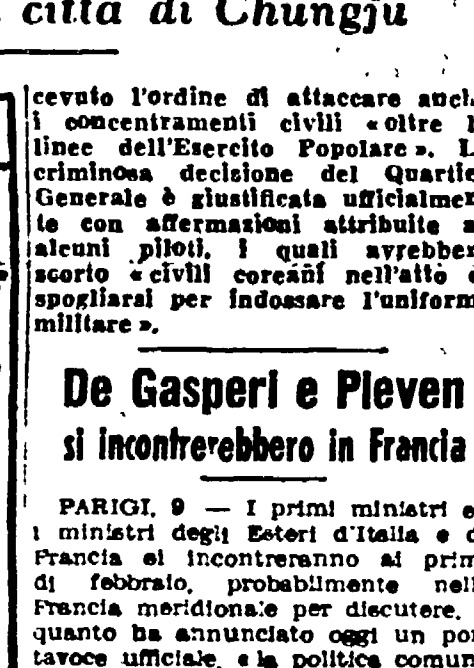 città di Chungju
cevuto l'ordine di attaccare anch
i concentramenti civili «oltre l
linee dell'Esercito Popolare». L
criminosa decisione del Quartie
Generale è giustificata ufficialmen
te con affermazioni attribuite a
alcuni piloti, i quali avrebber
scorto «civili coreani nell'atto d
spogliarsi per indossare l'uniform
militare».
De Gasperi e Pleven
si incontrerebbero in Francia
PARIGI, 9 — I primi ministri e
i ministri degli Esteri d'Italia e d
Francia si incontreranno ai prim
di febbraio, probabilmente nell
Francia meridionale per discutere,
quanto ha annunciato oggi un por
tavoce ufficiale, «la politica comun